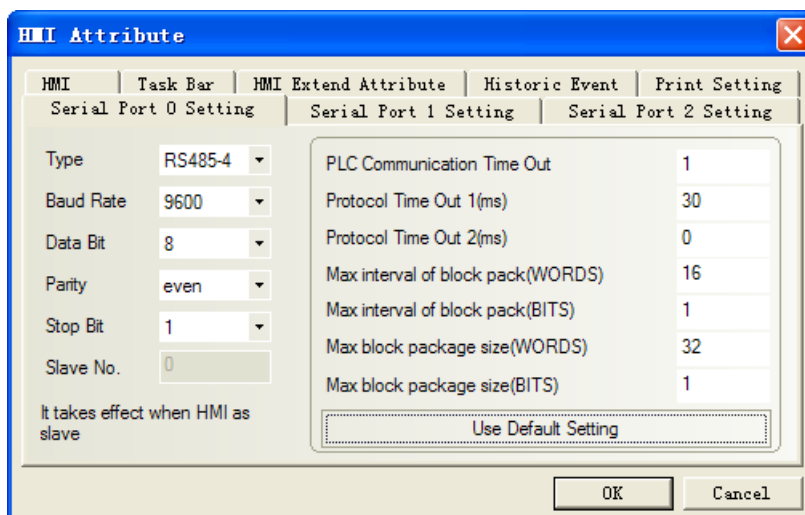 HMI Attribute
HMI Task Bar HMI Extend Attribute Historic Event Print Setting
Serial Port 0 Setting Serial Port 1 Setting Serial Port 2 Setting
Type RS485-4
Baud Rate 9600
Data Bit 8
Parity even
Stop Bit 1
Slave No. 0
It takes effect when HMI as
slave
PLC Communication Time Out 1
Protocol Time Out 1(ms) 30
Protocol Time Out 2(ms) 0
Max interval of block pack(WORDS) 16
Max interval of block pack(BITS) 1
Max block package size(WORDS) 32
Max block package size(BITS) 1
Use Default Setting
OK Cancel